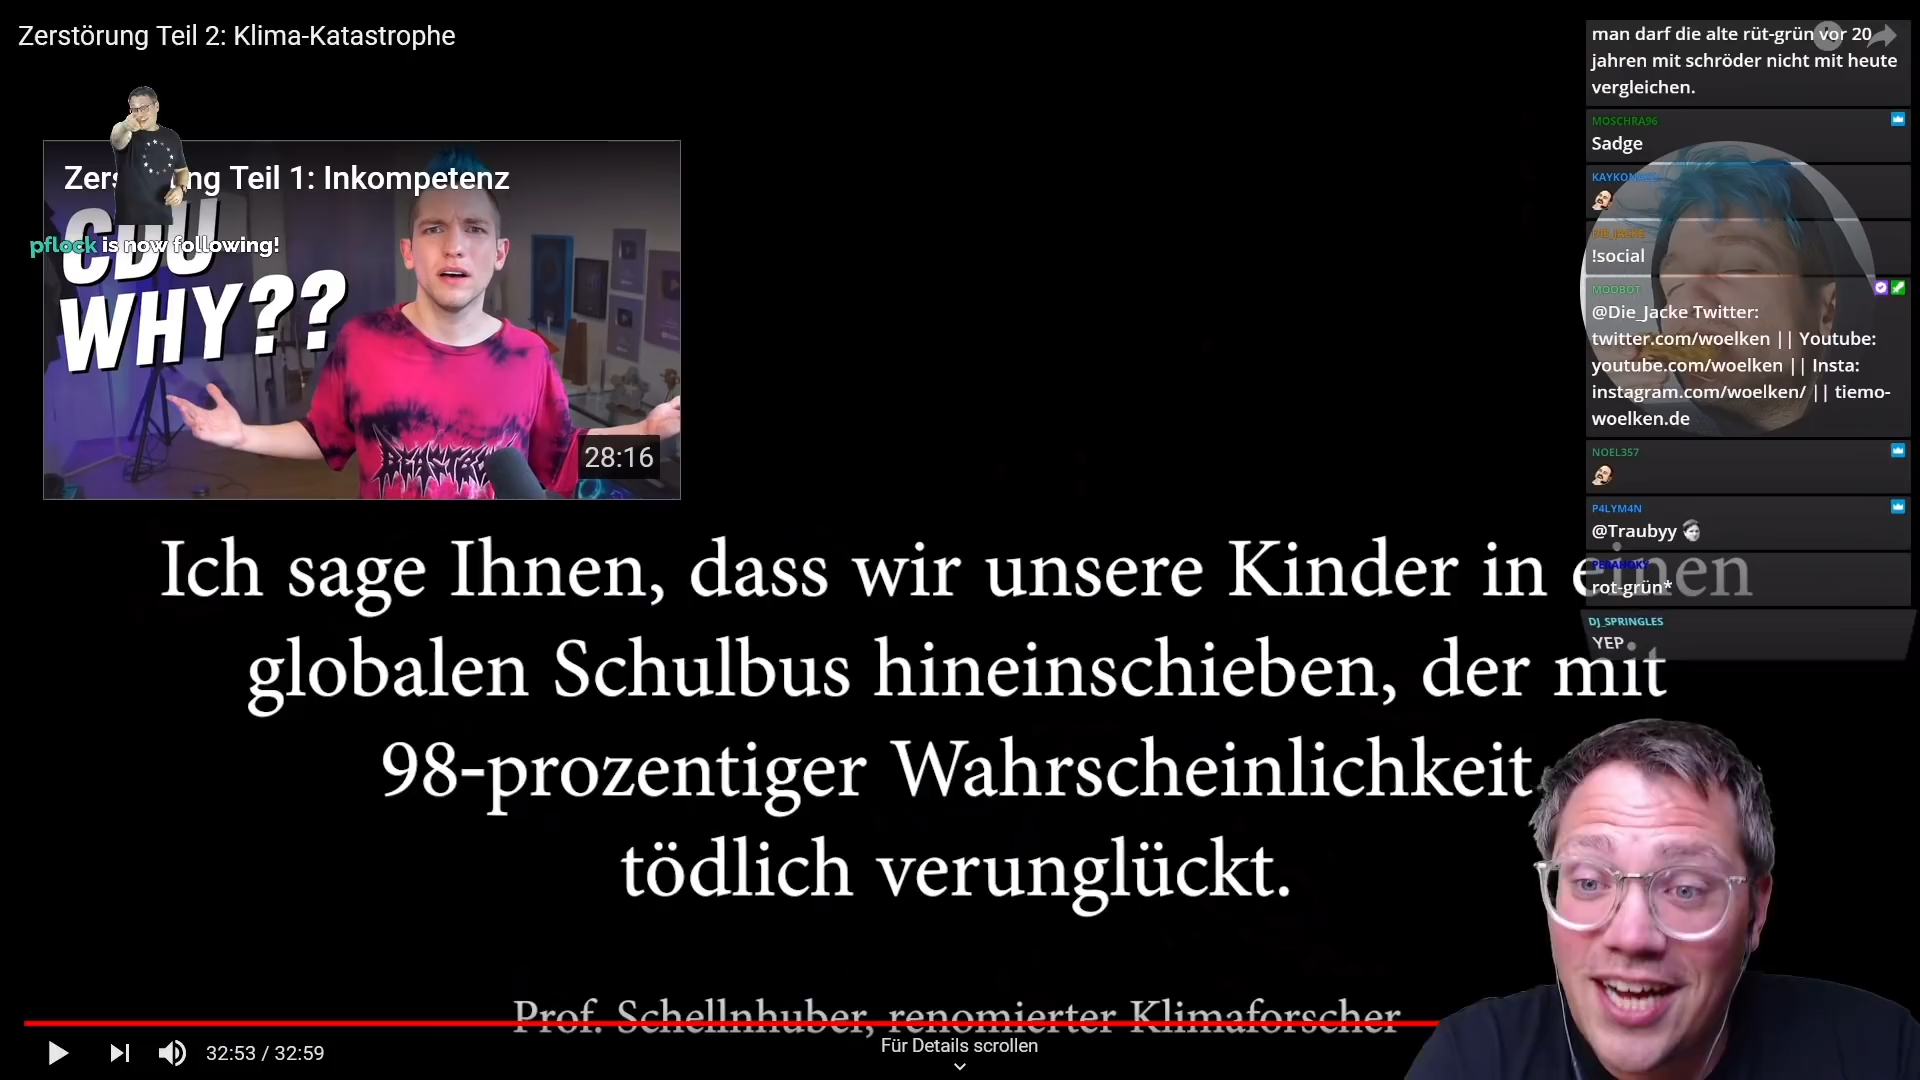 Zerstörung Teil 2: Klima-Katastrophe
Zers ng Teil 1: Inkompetenz
CDU
WHY??
pflock is now following!
28:16
man darf die alte rüt-grün vor 20
jahren mit schröder nicht mit heute
vergleichen.
MOSCHRA96
Sadge
!social
MOOBOT
@Die_Jacke Twitter:
twitter.com/woelken || Youtube:
youtube.com/woelken || Insta:
instagram.com/woelken/ || tiemo-
woelken.de
NOEL357
P4LYM4N
@Traubyy
rot-grün*
DJ_SPRINGLES
YEP
Ich sage Ihnen, dass wir unsere Kinder in einen
globalen Schulbus hineinschieben, der mit
98-prozentiger Wahrscheinlichkeit
tödlich verunglückt.
Prof. Schellnhuber, renomierter Klimaforscher
32:53 / 32:59
Für Details scrollen